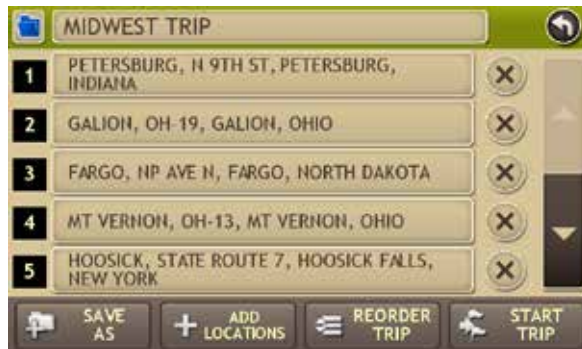 MIDWEST TRIP
1
PETERSBURG, N 9TH ST, PETERSBURG,
INDIANA
2
GALION, OH-19, GALION, OHIO
3
FARGO, NP AVE N, FARGO, NORTH DAKOTA
4
MT VERNON, OH-13, MT VERNON, OHIO
5
HOOSICK, STATE ROUTE 7, HOOSICK FALLS,
NEW YORK
SAVE
AS
ADD
LOCATIONS
REORDER
TRIP
START
TRIP